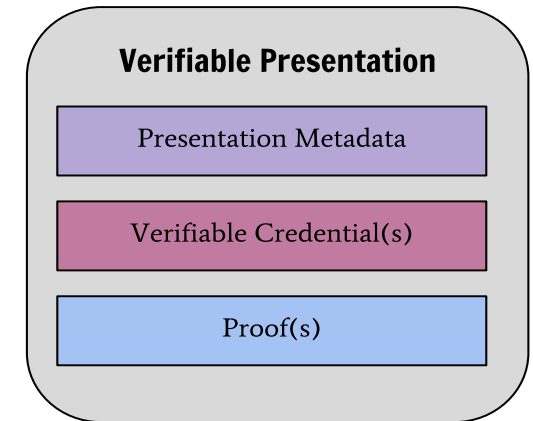 Verifiable Presentation
Presentation Metadata
Verifiable Credential(s)
Proof(s)